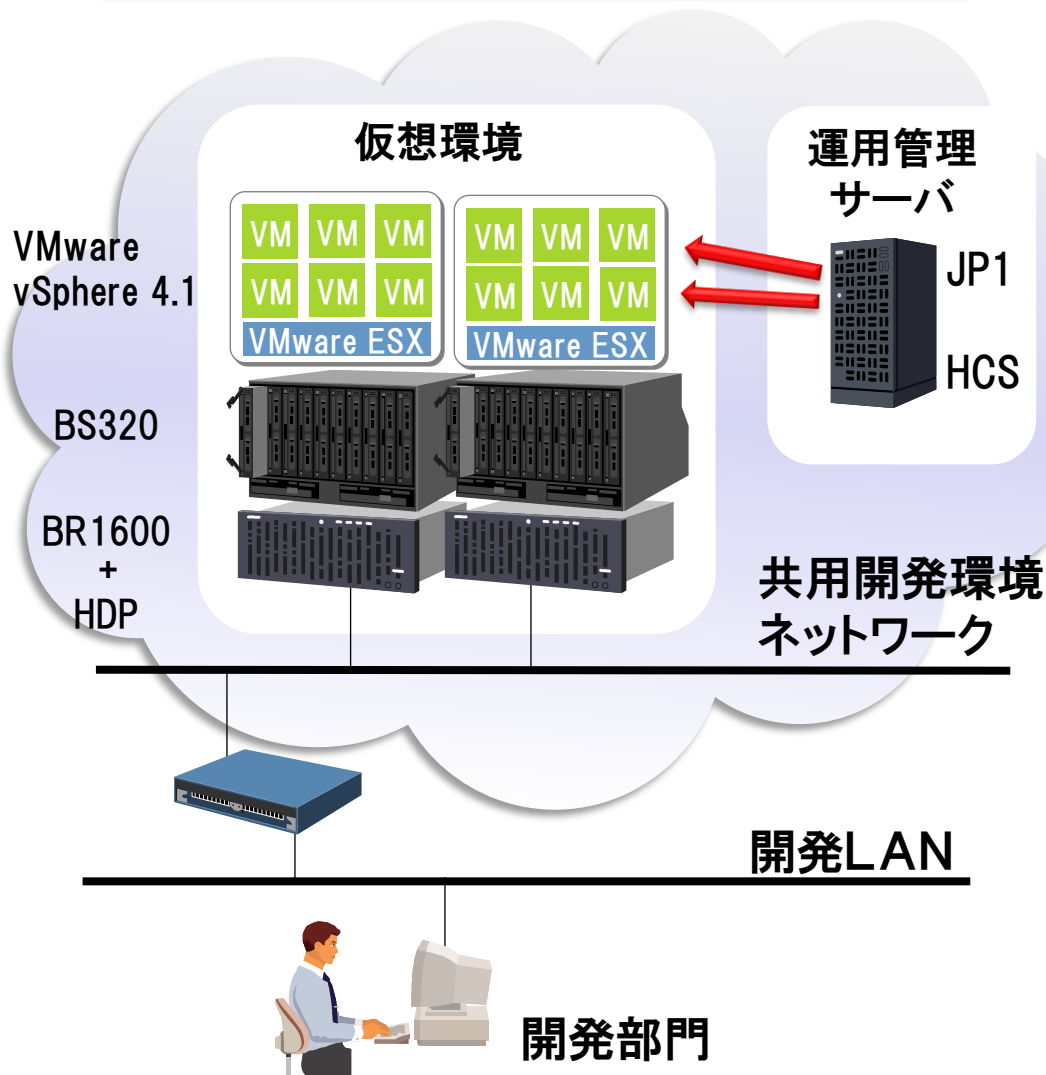 仮想環境
運用管理
サーバ
VM VM VM
VM VM VM
VMware ESX
VM VM VM
VM VM VM
VMware ESX
VMware
vSphere 4.1
JP1
HCS
BS320
BR1600
+
HDP
共用開発環境
ネットワーク
開発LAN
開発部門